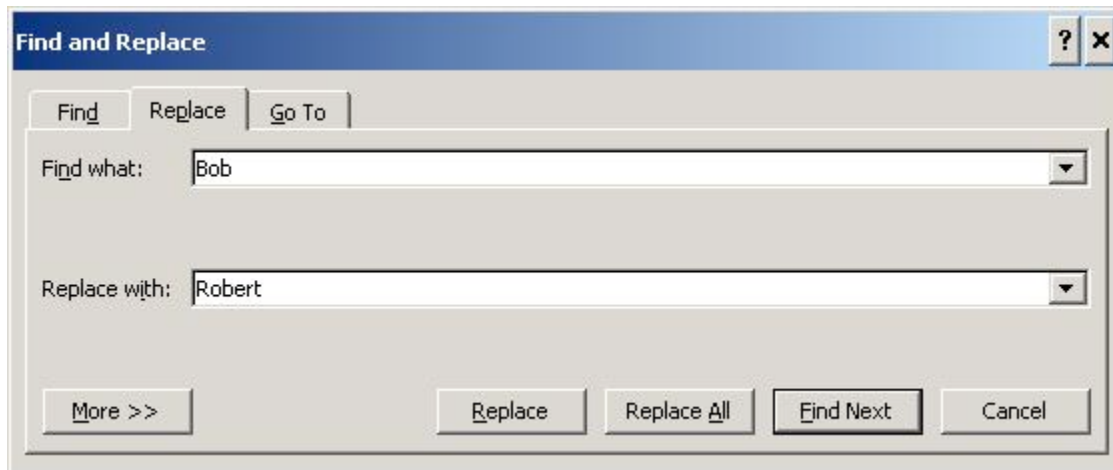 Find and Replace ? ×
Find Replace Go To
Find what: Bob
Replace with: Robert
More >> Replace Replace All Find Next Cancel